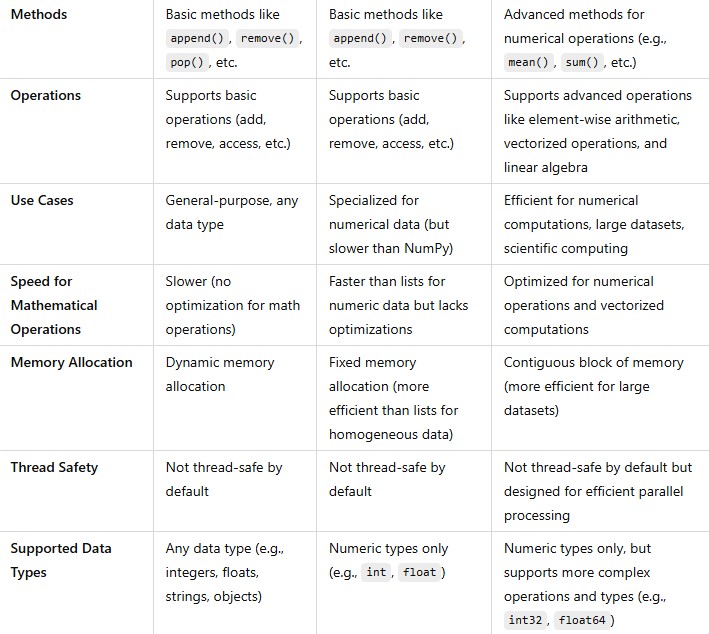 Methods
Basic methods like
append(), remove(),
pop(), etc.
Basic methods like
append(), remove(),
etc.
Advanced methods for
numerical operations (e.g.,
mean(), sum(), etc.)
Operations
Supports basic
operations (add,
remove, access, etc.)
Supports basic
operations (add,
remove, access, etc.)
Supports advanced operations
like element-wise arithmetic,
vectorized operations, and
linear algebra
Use Cases
General-purpose, any
data type
Specialized for
numerical data (but
slower than NumPy)
Efficient for numerical
computations, large datasets,
scientific computing
Speed for
Mathematical
Operations
Slower (no
optimization for math
operations)
Faster than lists for
numeric data but lacks
optimizations
Optimized for numerical
operations and vectorized
computations
Memory Allocation
Dynamic memory
allocation
Fixed memory
allocation (more
efficient than lists for
homogeneous data)
Contiguous block of memory
(more efficient for large
datasets)
Thread Safety
Not thread-safe by
default
Not thread-safe by
default
Not thread-safe by default but
designed for efficient parallel
processing
Supported Data
Types
Any data type (e.g.,
integers, floats,
strings, objects)
Numeric types only
(e.g., int, float)
Numeric types only, but
supports more complex
operations and types (e.g.,
int32, float64)